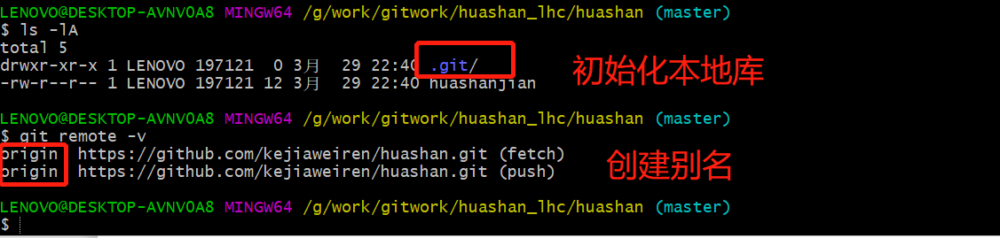 LENOVO@DESKTOP-AVNV0A8 MINGW64 /g/work/gitwork/huashan_lhc/huashan (master)
$ ls -lA
total 5
drwxr-xr-x 1 LENOVO 197121  0 3月  29 22:40 .git/
-rw-r--r-- 1 LENOVO 197121 12 3月  29 22:40 huashanjian
初始化本地库
LENOVO@DESKTOP-AVNV0A8 MINGW64 /g/work/gitwork/huashan_lhc/huashan (master)
$ git remote -v
origin  https://github.com/kejiaweiren/huashan.git (fetch)
origin  https://github.com/kejiaweiren/huashan.git (push)
创建别名
LENOVO@DESKTOP-AVNV0A8 MINGW64 /g/work/gitwork/huashan_lhc/huashan (master)
$